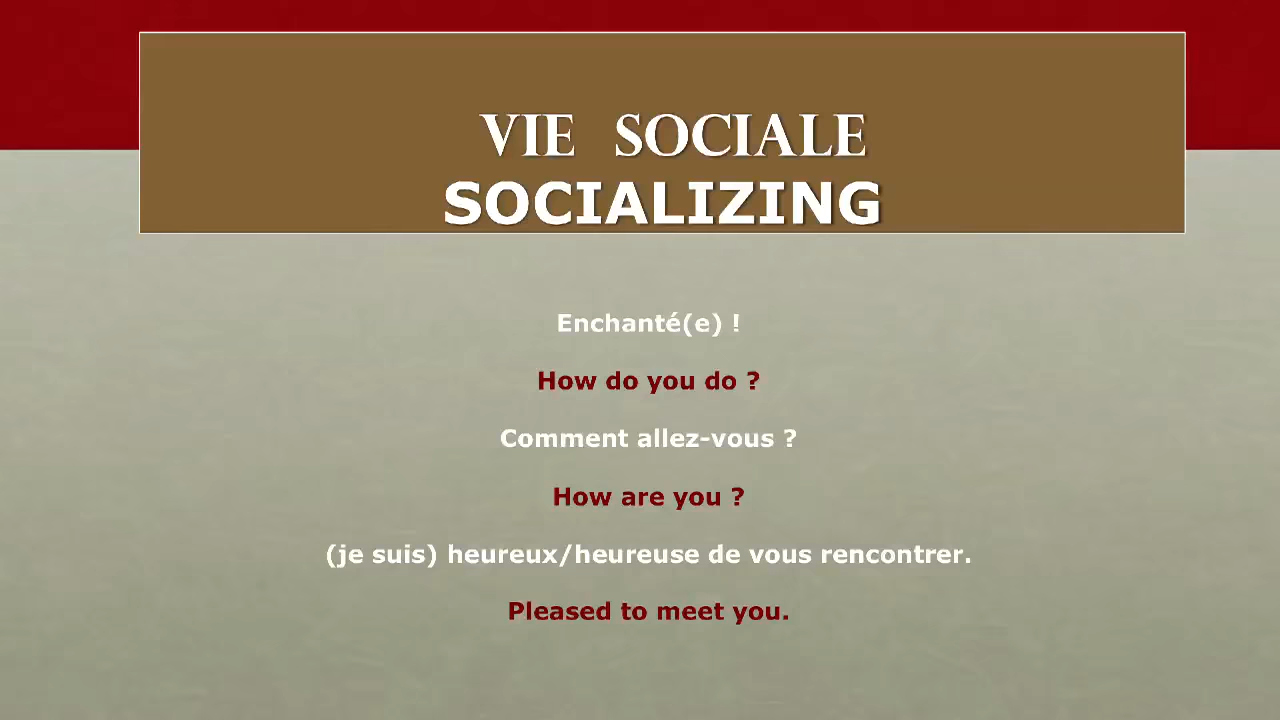 VIE SOCIALE
SOCIALIZING
Enchanté(e) !
How do you do ?
Comment allez-vous ?
How are you ?
(je suis) heureux/heureuse de vous rencontrer.
Pleased to meet you.